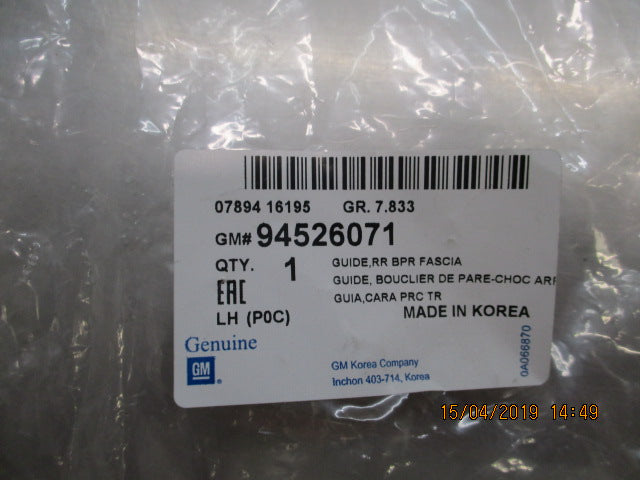 07894 16195 GR. 7.833
GM# 94526071
QTY. 1
GUIDE,RR BPR FASCIA
GUIDE, BOUCLIER DE PARE-CHOC ARR
GUIA,CARA PRC TR
EAC
LH (P0C)
MADE IN KOREA
Genuine
GM
GM Korea Company
Inchon 403-714, Korea
0A066870
15/04/2019 14:49